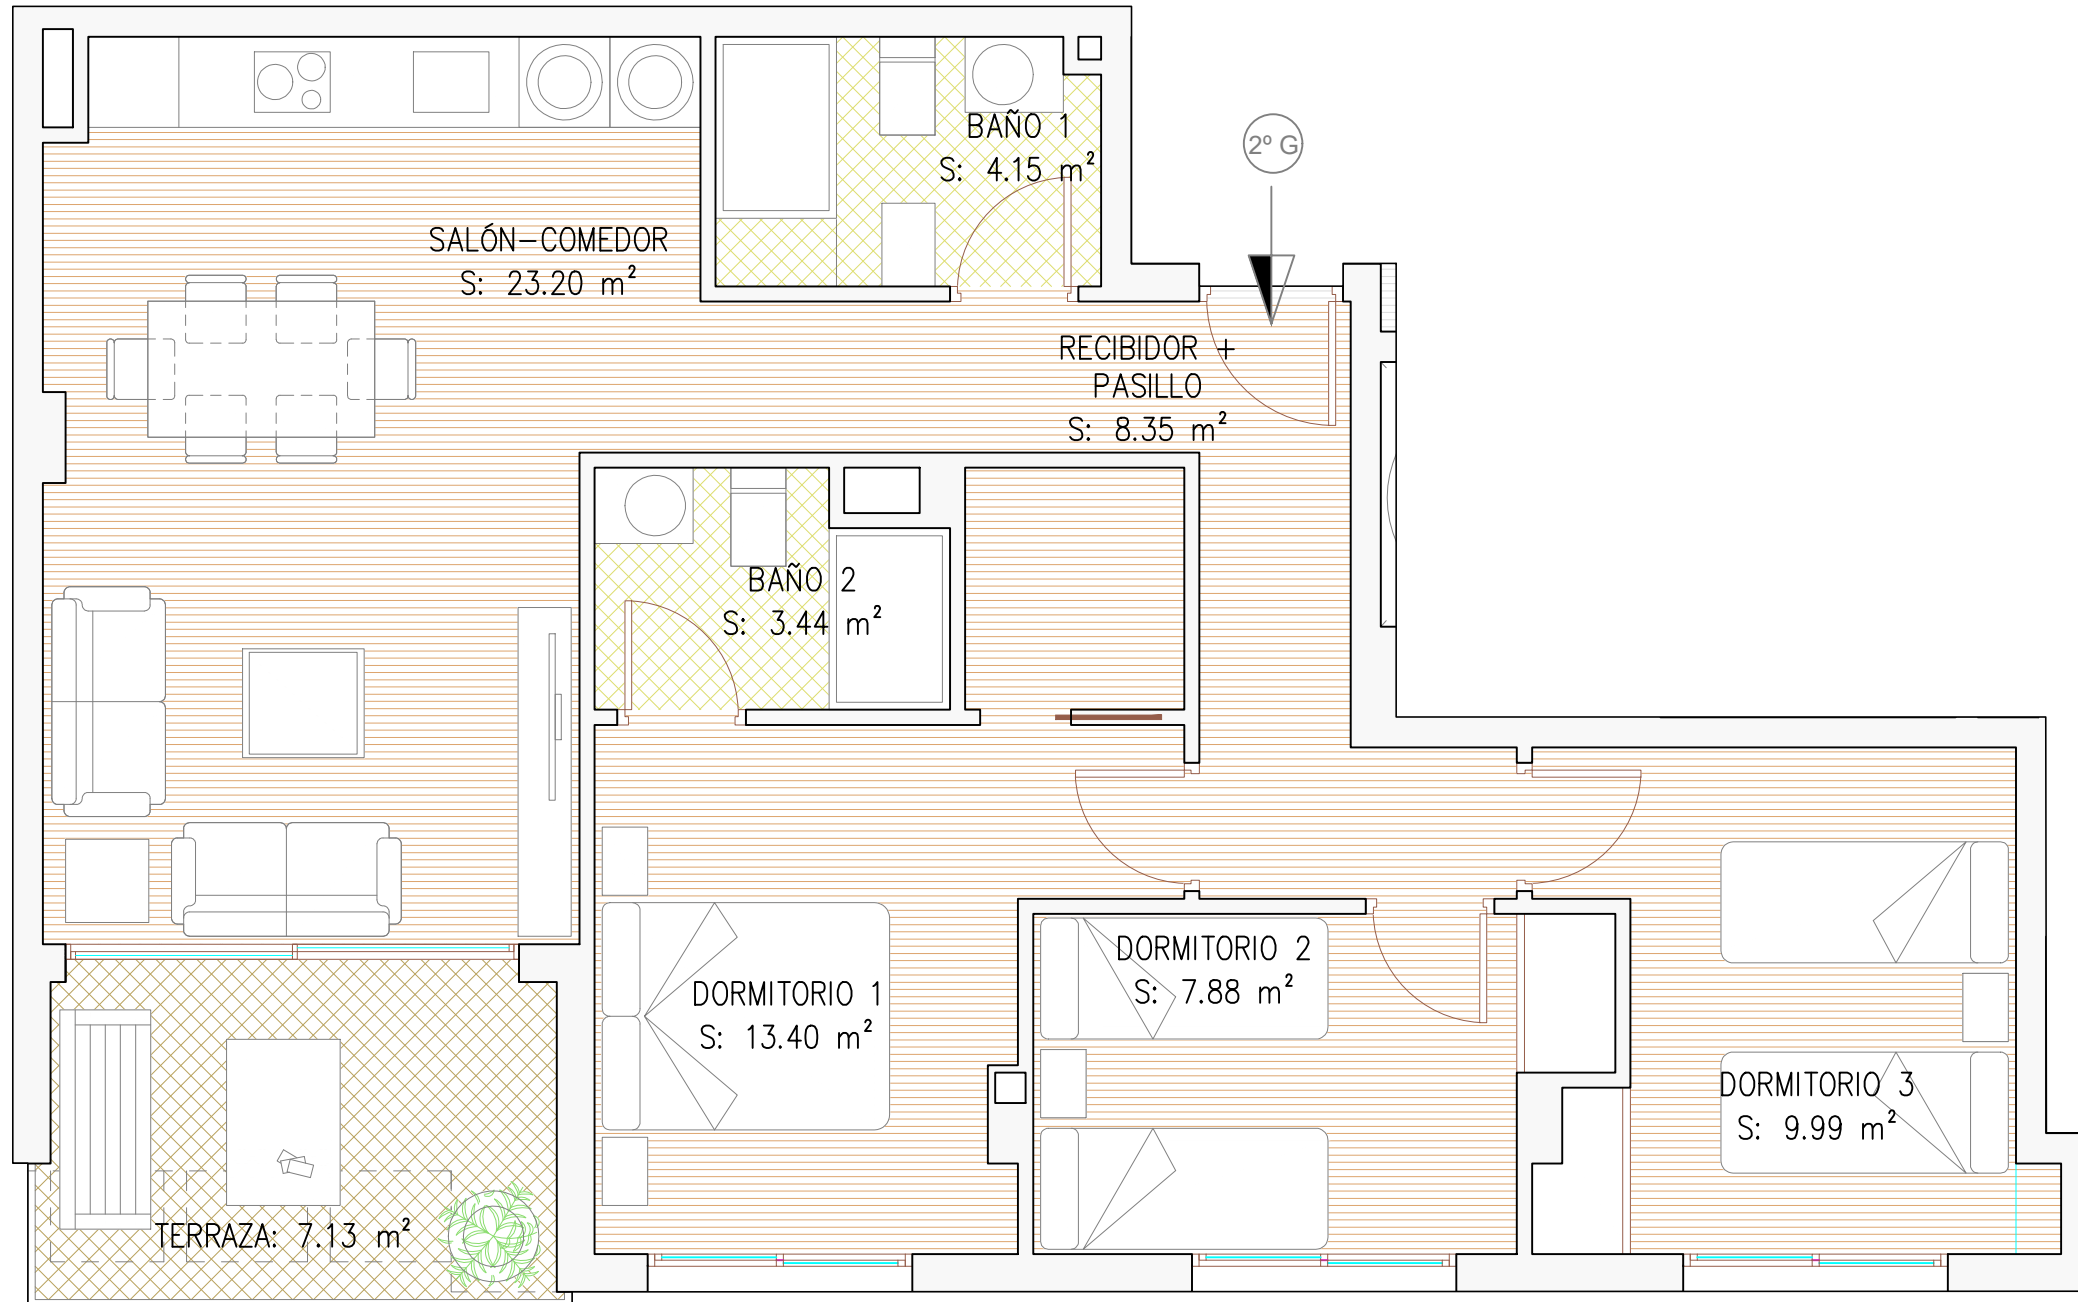 BAÑO 1
S: 4.15 m²
2º G
SALÓN-COMEDOR
S: 23.20 m²
RECIBIDOR +
PASILLO
S: 8.35 m²
BAÑO 2
S: 3.44 m²
DORMITORIO 1
S: 13.40 m²
DORMITORIO 2
S: 7.88 m²
DORMITORIO 3
S: 9.99 m²
TERRAZA: 7.13 m²